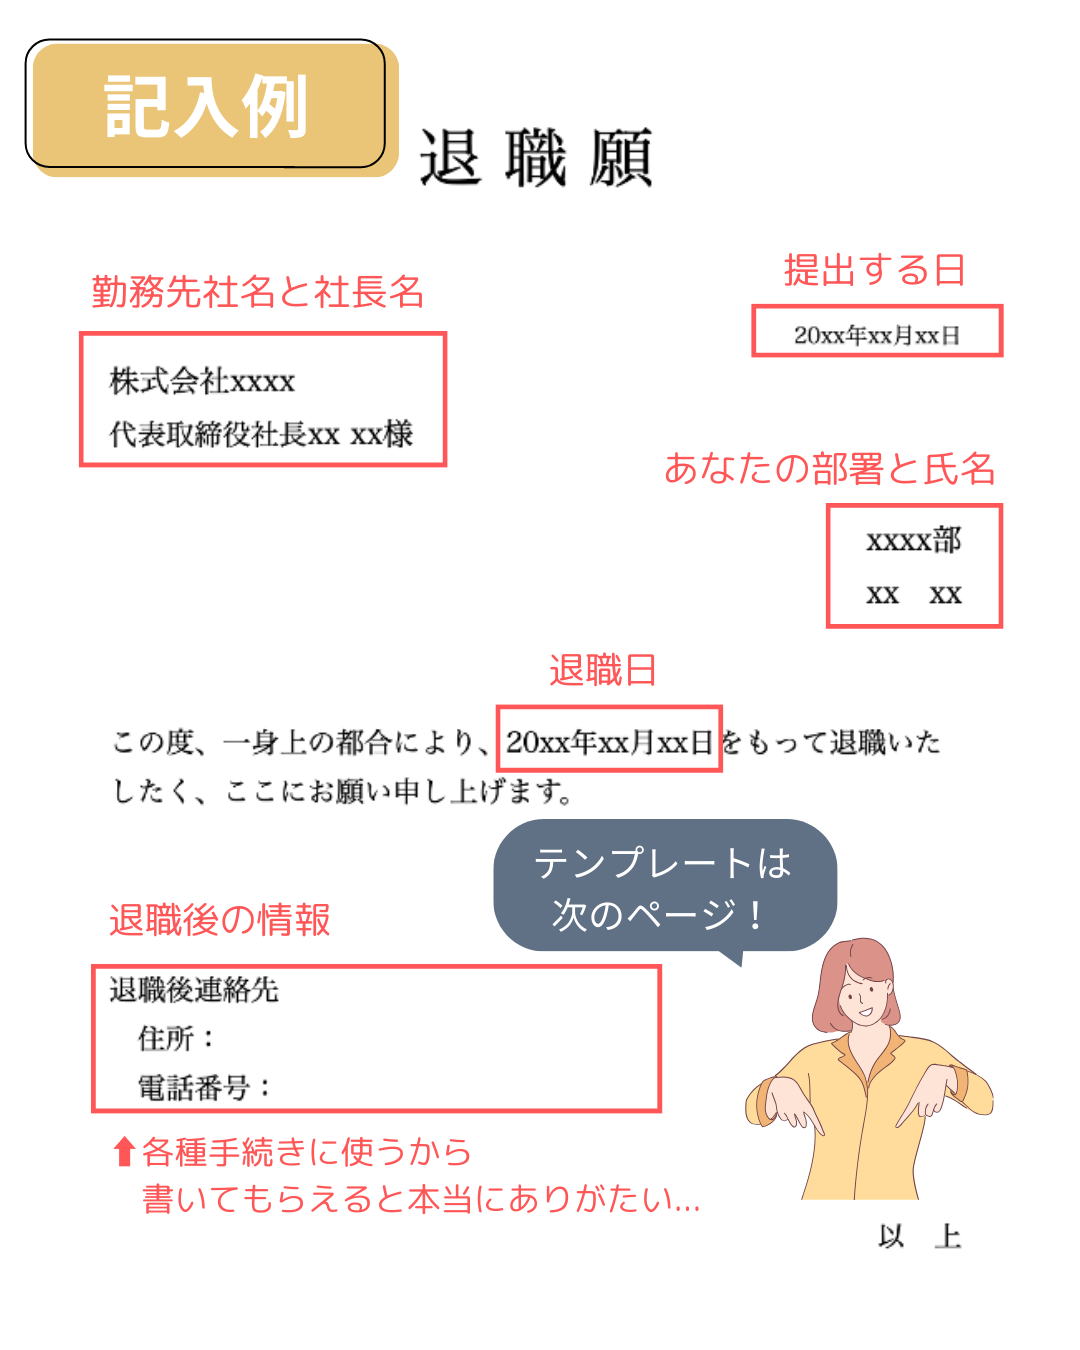 記入例
退職願
提出する日
20xx年xx月xx日
勤務先社名と社長名
株式会社xxxx
代表取締役社長xx xx様
あなたの部署と氏名
xxxx部
xx　xx
退職日
この度、一身上の都合により、20xx年xx月xx日をもって退職いた
したく、ここにお願い申し上げます。
テンプレートは
次のページ！
退職後の情報
退職後連絡先
住所：
電話番号：
⬆各種手続きに使うから
書いてもらえると本当にありがたい...
以　上